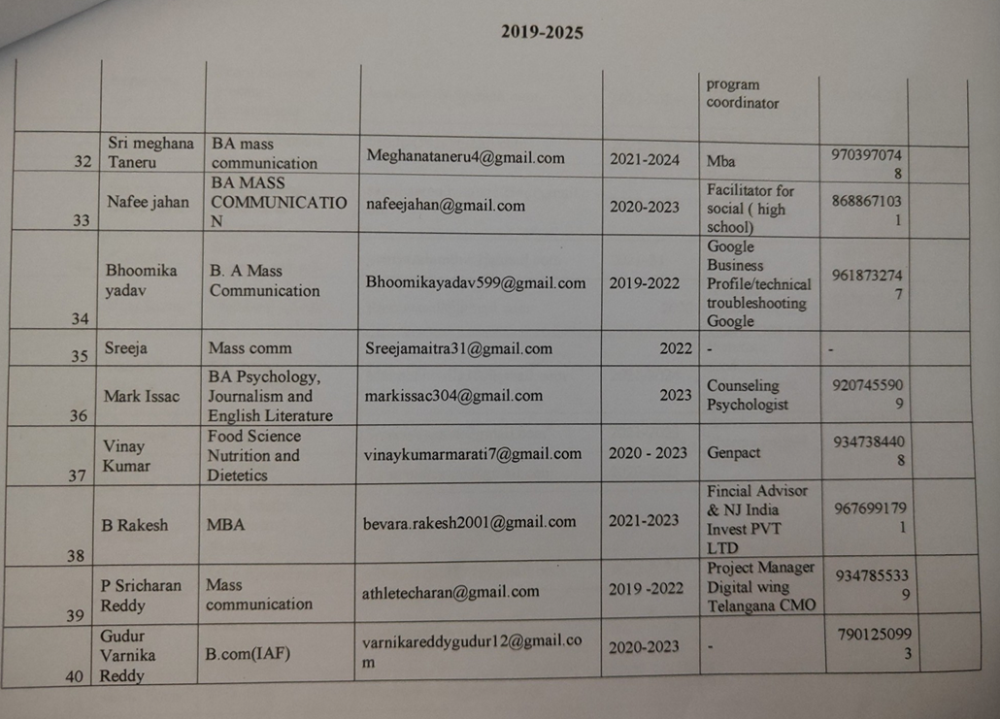 2019-2025
program
coordinator
32 Sri meghana Taneru BA mass communication Meghanataneru4@gmail.com 2021-2024 Mba 9703970748
33 Nafee jahan BA MASS COMMUNICATION nafeejahan@gmail.com 2020-2023 Facilitator for social ( high school) 8688671031
34 Bhoomika yadav B. A Mass Communication Bhoomikayadav599@gmail.com 2019-2022 Google Business Profile/technical troubleshooting Google 9618732747
35 Sreeja Mass comm Sreejamaitra31@gmail.com 2022 - -
36 Mark Issac BA Psychology, Journalism and English Literature markissac304@gmail.com 2023 Counseling Psychologist 9207455909
37 Vinay Kumar Food Science Nutrition and Dietetics vinaykumarmarati7@gmail.com 2020 - 2023 Genpact 9347384408
38 B Rakesh MBA bevara.rakesh2001@gmail.com 2021-2023 Fincial Advisor & NJ India Invest PVT LTD 9676991791
39 P Sricharan Reddy Mass communication athletecharan@gmail.com 2019 -2022 Project Manager Digital wing Telangana CMO 9347855339
40 Gudur Varnika Reddy B.com(IAF) varnikareddygudur12@gmail.com 2020-2023 - 7901250993